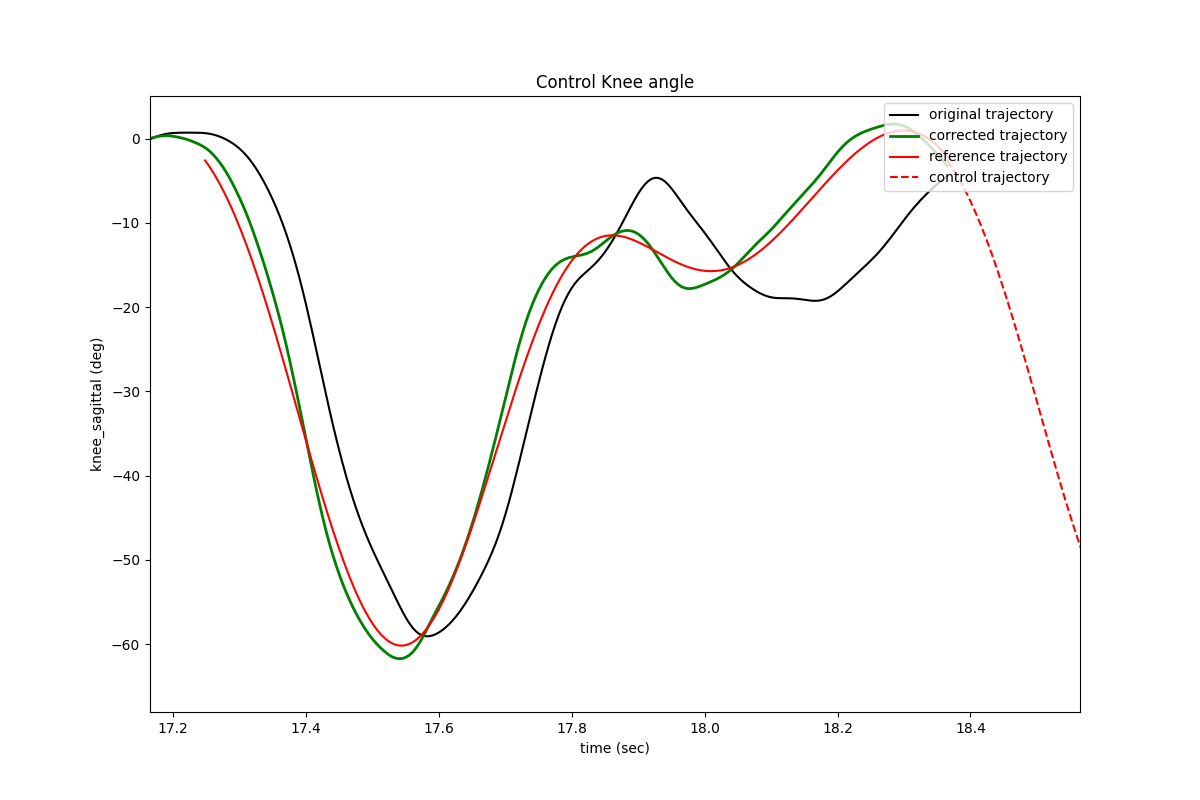 Control Knee angle
original trajectory
corrected trajectory
reference trajectory
control trajectory
knee_sagittal (deg)
0
−10
−20
−30
−40
−50
−60
17.2 17.4 17.6 17.8 18.0 18.2 18.4
time (sec)